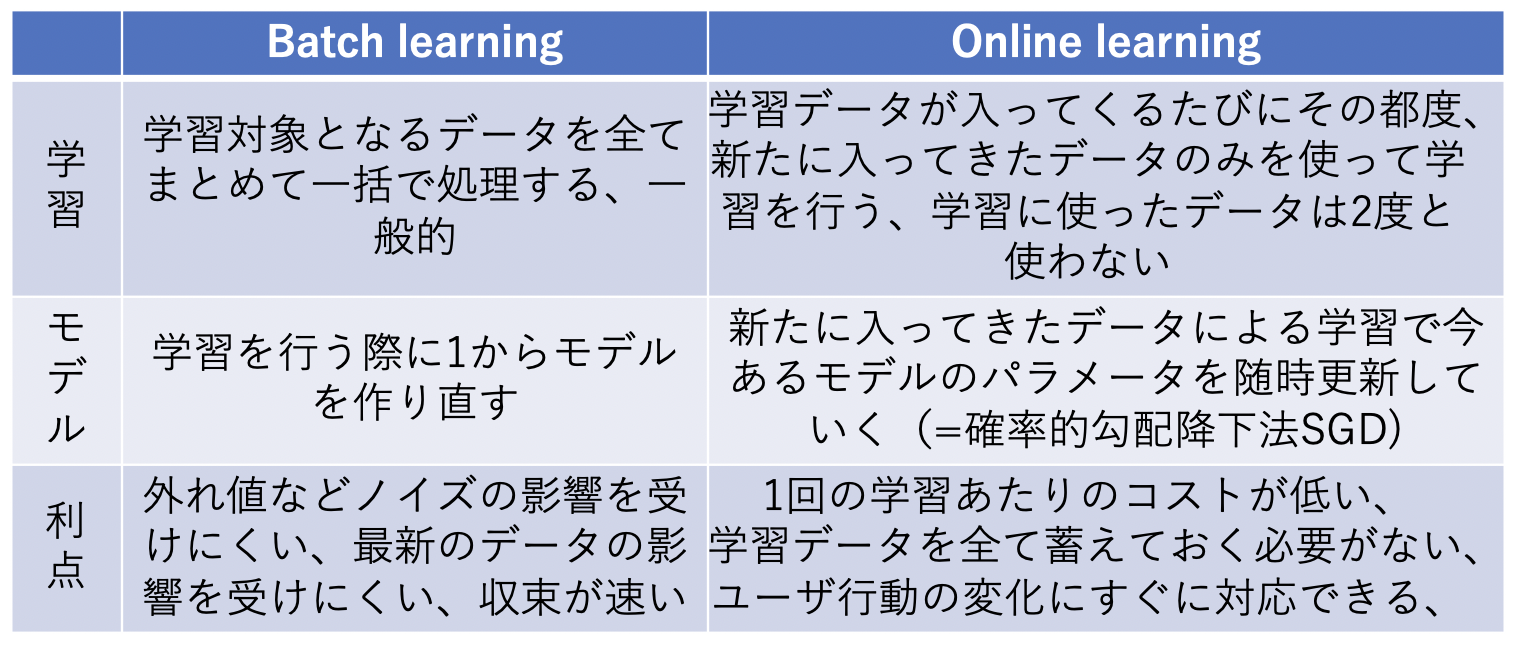 Batch learning
Online learning
学
習
学習対象となるデータを全て
まとめて一括で処理する、一
般的
学習データが入ってくるたびにその都度、
新たに入ってきたデータのみを使って学
習を行う、学習に使ったデータは2度と
使わない
モ
デ
ル
学習を行う際に1からモデル
を作り直す
新たに入ってきたデータによる学習で今
あるモデルのパラメータを随時更新して
いく（=確率的勾配降下法SGD）
利
点
外れ値などノイズの影響を受
けにくい、最新のデータの影
響を受けにくい、収束が速い
1回の学習あたりのコストが低い、
学習データを全て蓄えておく必要がない、
ユーザ行動の変化にすぐに対応できる、